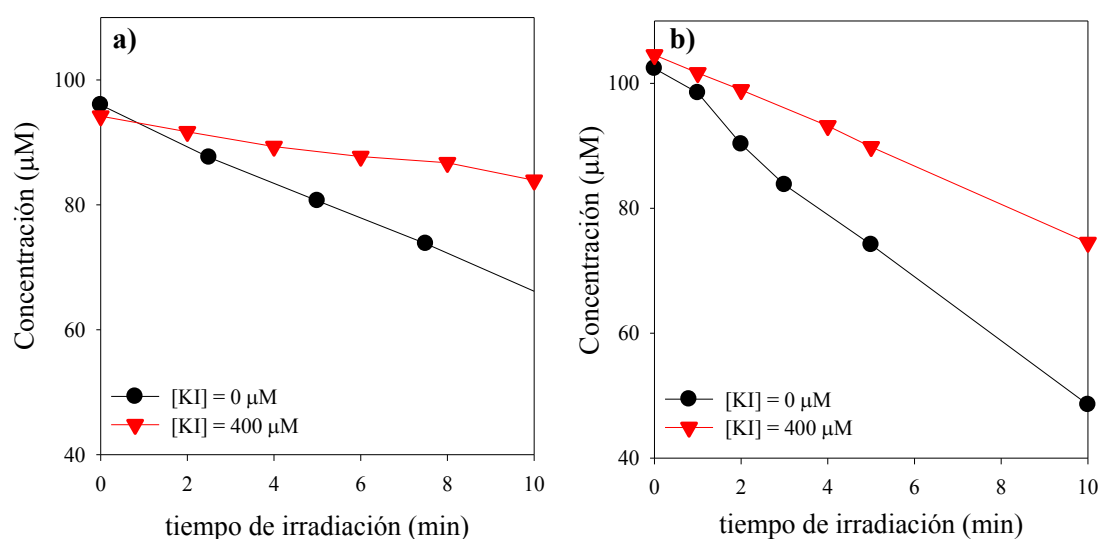 a)
Concentración (μM)
100
80
60
40
[KI] = 0 μM
[KI] = 400 μM
0 2 4 6 8 10
tiempo de irradiación (min)
b)
Concentración (μM)
100
80
60
40
[KI] = 0 μM
[KI] = 400 μM
0 2 4 6 8 10
tiempo de irradiación (min)